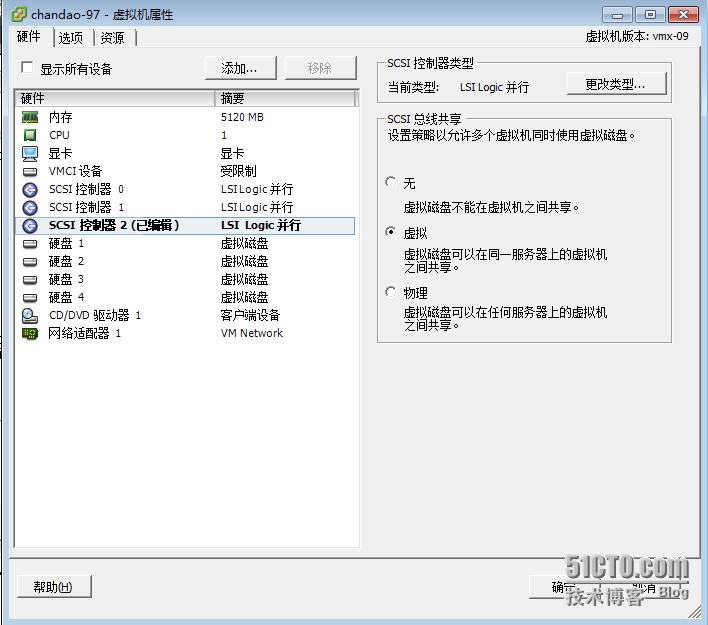 chandao-97 - 虚拟机属性
硬件 选项 资源
虚拟机版本: vmx-09
显示所有设备
添加...
移除
硬件 摘要
内存 5120 MB
CPU 1
显卡 显卡
VMCI 设备 受限制
SCSI 控制器 0 LSI Logic 并行
SCSI 控制器 1 LSI Logic 并行
SCSI 控制器 2 (已编辑) LSI Logic 并行
硬盘 1 虚拟磁盘
硬盘 2 虚拟磁盘
硬盘 3 虚拟磁盘
硬盘 4 虚拟磁盘
CD/DVD 驱动器 1 客户端设备
网络适配器 1 VM Network
SCSI 控制器类型
当前类型: LSI Logic 并行
更改类型...
SCSI 总线共享
设置策略以允许多个虚拟机同时使用虚拟磁盘。
无
虚拟磁盘不能在虚拟机之间共享。
虚拟
虚拟磁盘可以在同一服务器上的虚拟机
之间共享。
物理
虚拟磁盘可以在任何服务器上的虚拟机
之间共享。
帮助(H)
确定
取消
51CTO.com
技术博客 Blog